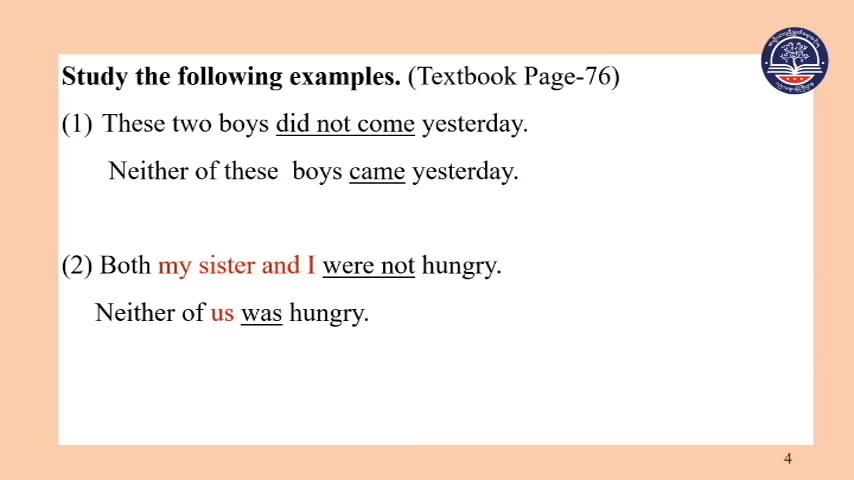 Study the following examples. (Textbook Page-76)
(1) These two boys did not come yesterday.
Neither of these boys came yesterday.
(2) Both my sister and I were not hungry.
Neither of us was hungry.
4